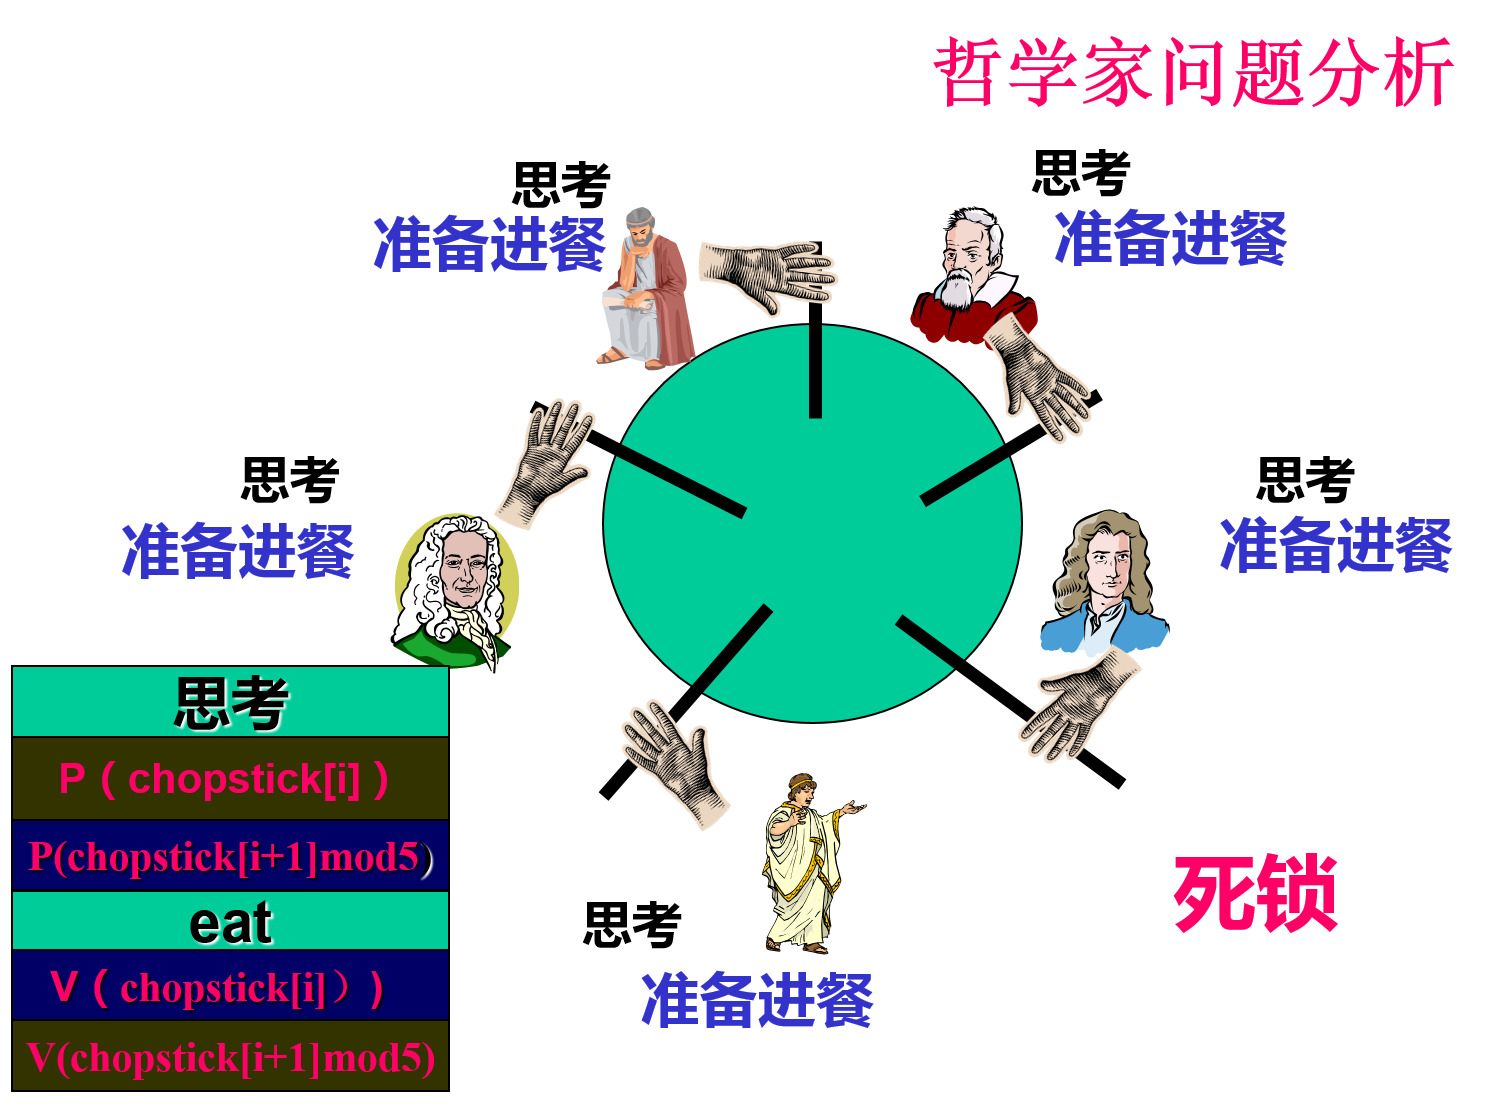 哲学家问题分析
思考
准备进餐
思考
准备进餐
思考
准备进餐
思考
准备进餐
思考
P ( chopstick[i] )
P(chopstick[i+1]mod5)
eat
V ( chopstick[i]）)
V(chopstick[i+1]mod5)
思考
准备进餐
死锁